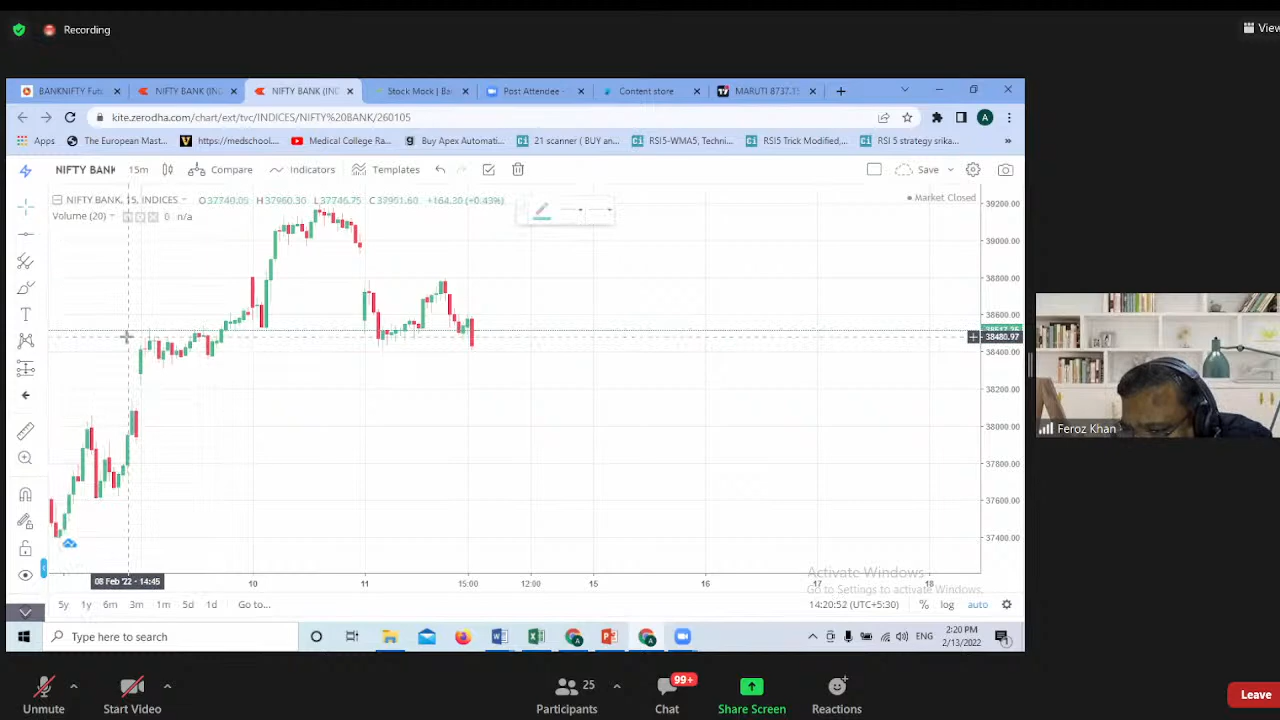 Recording
View
BANKNIFTY Futu
NIFTY BANK (IND
NIFTY BANK (IND
Stock Mock | Ba
Post Attendee -
Content store
MARUTI 8737.15
kite.zerodha.com/chart/ext/tvc/INDICES/NIFTY%20BANK/260105
A
Apps
The European Mast...
https://medschool....
Medical College Ra...
Buy Apex Automati...
21 scanner ( BUY an...
RSI5-WMA5, Techni...
RSI5 Trick Modified,...
RSI 5 strategy srika...
»
NIFTY BANK
15m
Compare
Indicators
Templates
Save
NIFTY BANK, 15, INDICES
O37740.05 H37960.30 L37746.75 C37951.60 +164.30 (+0.43%)
Market Closed
Volume (20)
0 n/a
39200.00
39000.00
38800.00
38600.00
38480.97
38400.00
38200.00
38000.00
37800.00
37600.00
37400.00
Feroz Khan
08 Feb '22 - 14:45
10
11
15:00
12:00
15
16
17
18
Activate Windows
Go to Settings to activate Windows.
5y 1y 6m 3m 1m 5d 1d Go to...
14:20:52 (UTC+5:30) % log auto
Type here to search
ENG
2:20 PM
2/13/2022
1
Unmute
Start Video
25
Participants
99+
Chat
Share Screen
Reactions
Leave